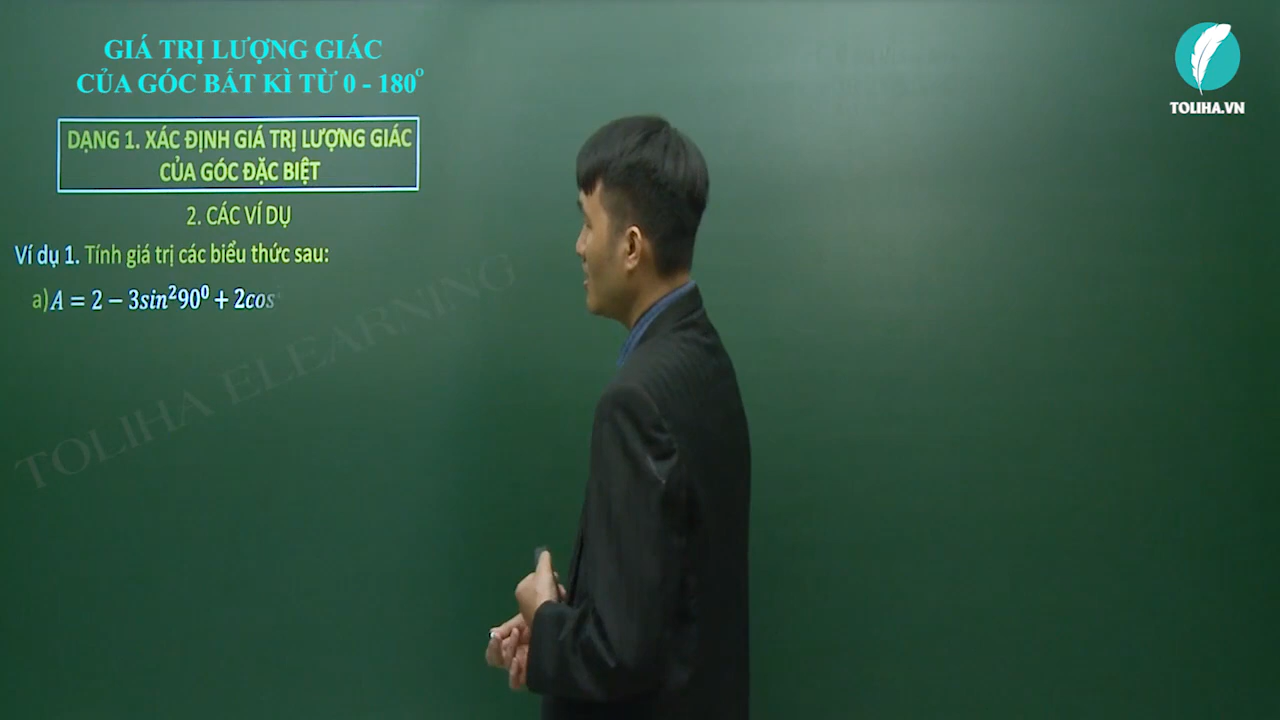 GIÁ TRỊ LƯỢNG GIÁC
CỦA GÓC BẤT KÌ TỪ 0 - 180°
DẠNG 1. XÁC ĐỊNH GIÁ TRỊ LƯỢNG GIÁC
CỦA GÓC ĐẶC BIỆT
2. CÁC VÍ DỤ
Ví dụ 1. Tính giá trị các biểu thức sau:
a) A = 2 − 3sin²90⁰ + 2cos
TOLIHA ELEARNING
TOLIHA.VN